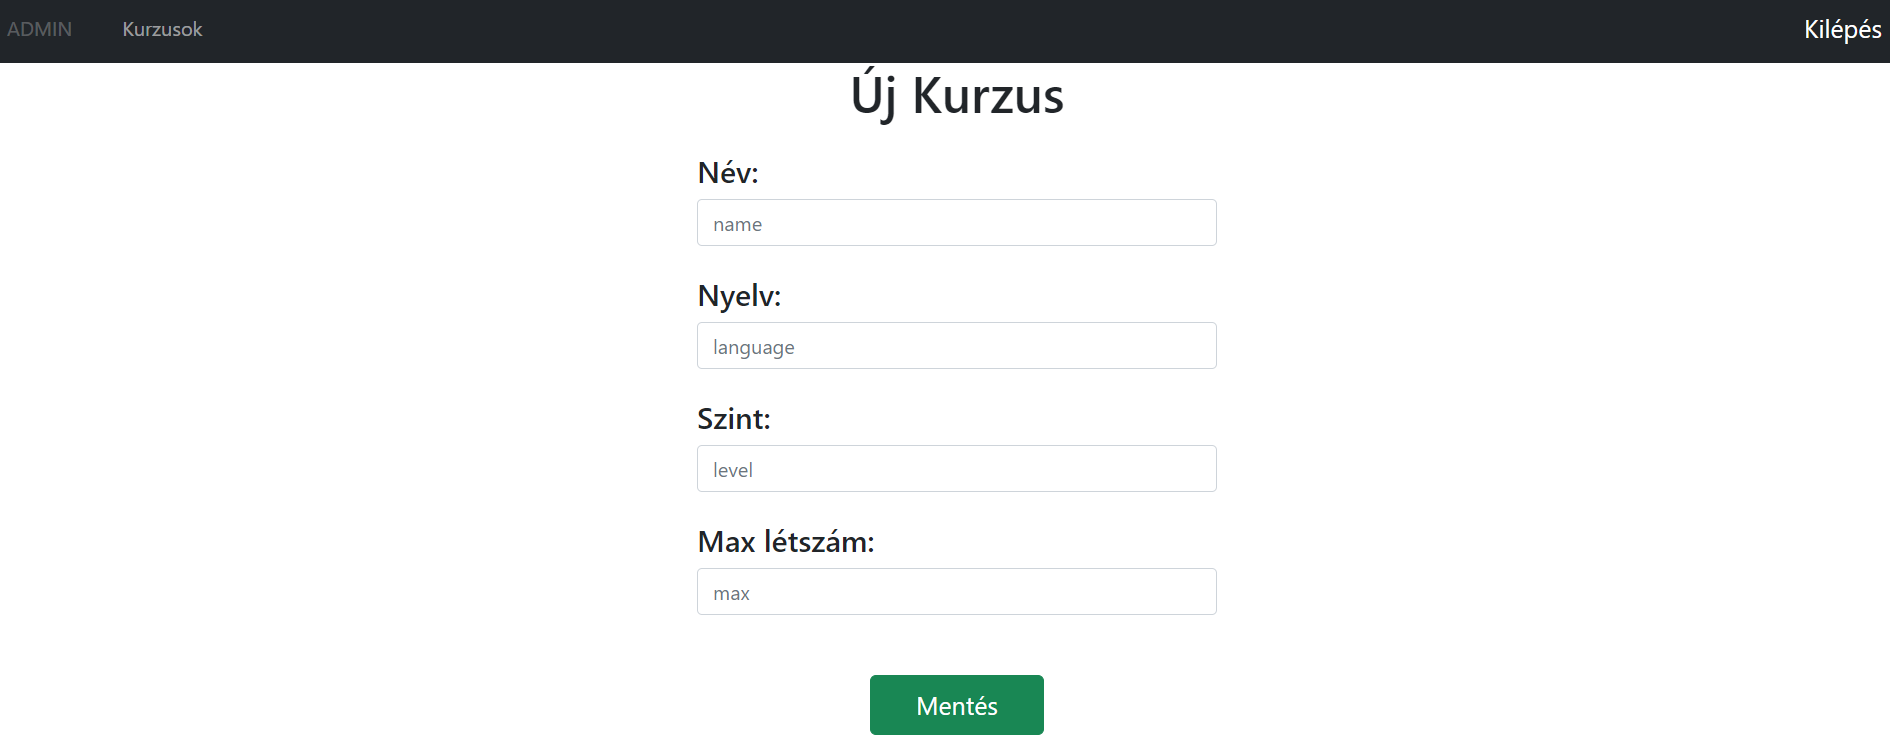 ADMIN Kurzusok Kilépés
Új Kurzus
Név:
name
Nyelv:
language
Szint:
level
Max létszám:
max
Mentés